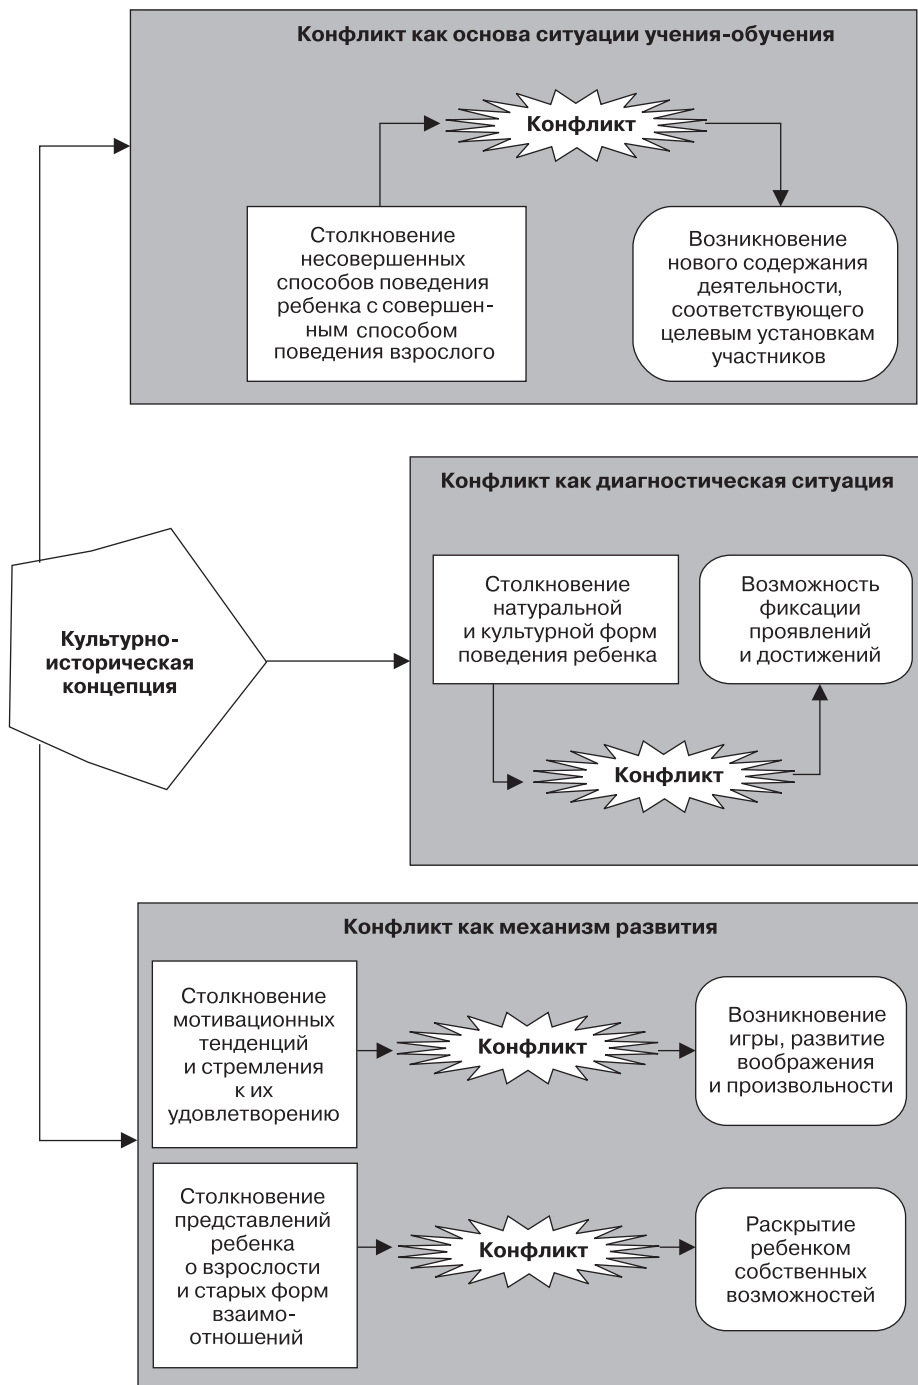 Конфликт как основа ситуации учения-обучения
Конфликт
Столкновение
несовершенных
способов поведения
ребенка с совершен-
ным способом
поведения взрослого
Возникновение
нового содержания
деятельности,
соответствующего
целевым установкам
участников
Культурно-
историческая
концепция
Конфликт как диагностическая ситуация
Столкновение
натуральной
и культурной форм
поведения ребенка
Возможность
фиксации
проявлений
и достижений
Конфликт
Конфликт как механизм развития
Столкновение
мотивационных
тенденций
и стремления
к их
удовлетворению
Конфликт
Возникновение
игры, развитие
воображения
и произвольности
Столкновение
представлений
ребенка
о взрослости
и старых форм
взаимо-
отношений
Конфликт
Раскрытие
ребенком
собственных
возможностей